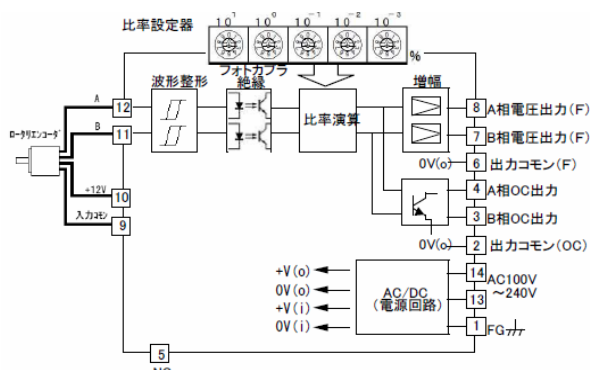 比率設定器
10¹ 10⁰ 10⁻¹ 10⁻² 10⁻³
%
波形整形
フォトカプラ
絶縁
比率演算
増幅
ロータリエンコーダ
A
12
B
11
+12V
10
入力コモン
9
8 A相電圧出力(F)
7 B相電圧出力(F)
0V(o) 6 出力コモン(F)
4 A相OC出力
3 B相OC出力
0V(o) 2 出力コモン(OC)
+V(o)
0V(o)
+V(i)
0V(i)
AC/DC
(電源回路)
14 AC100V
13 ~240V
1 FG
5
NC